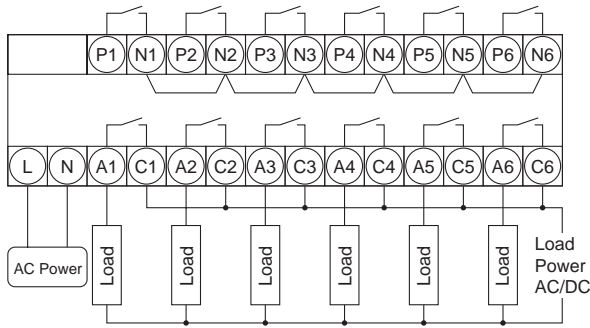 P1 N1 P2 N2 P3 N3 P4 N4 P5 N5 P6 N6
L N A1 C1 A2 C2 A3 C3 A4 C4 A5 C5 A6 C6
AC Power
Load
Load
Load
Load
Load
Load
Load
Power
AC/DC